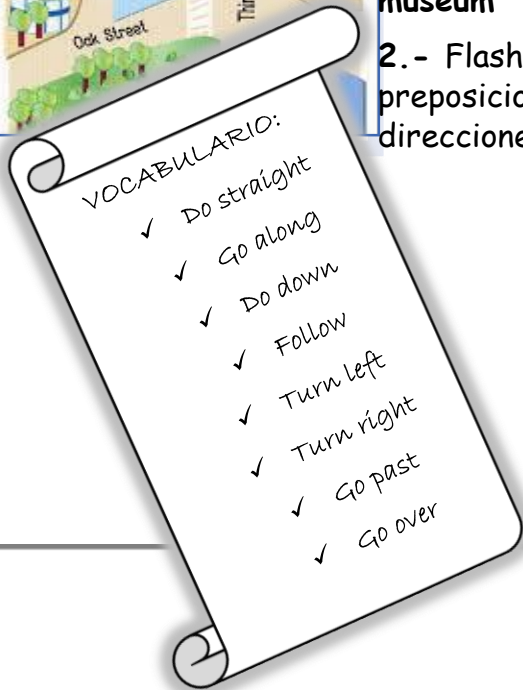 Oak Street
Thi
museum
2.- Flash
preposicio
direccione
VOCABULARIO:
✓ Do straight
✓ Go along
✓ Do down
✓ Follow
✓ Turn left
✓ Turn right
✓ Go past
✓ Go over